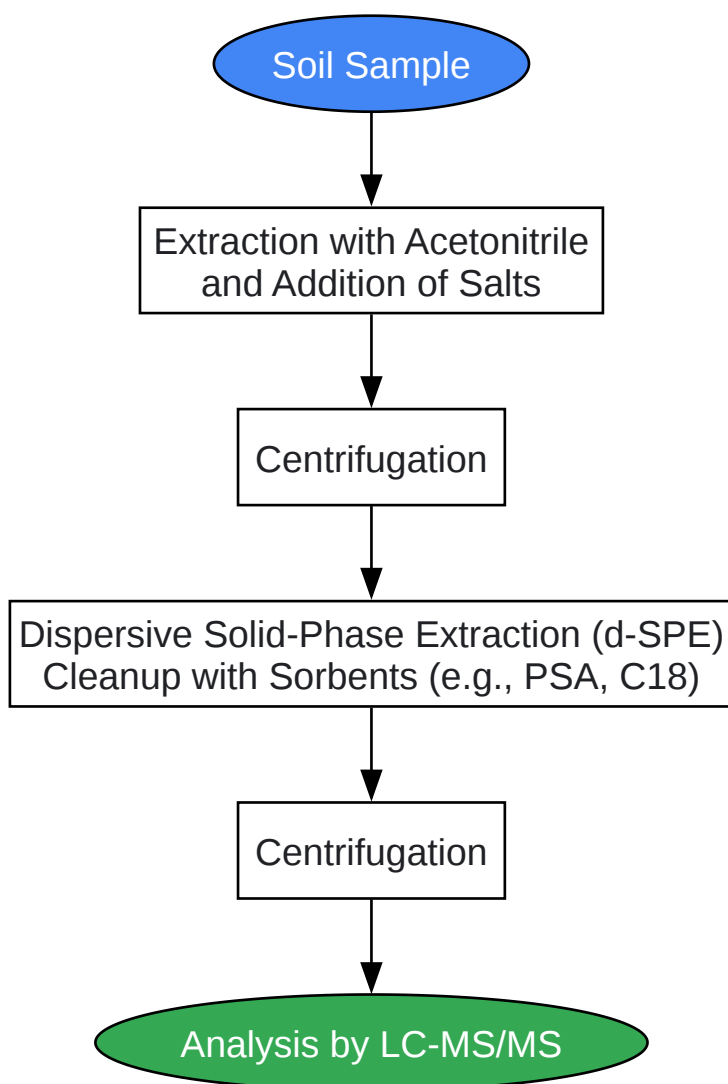 Soil Sample
Extraction with Acetonitrile
and Addition of Salts
Centrifugation
Dispersive Solid-Phase Extraction (d-SPE)
Cleanup with Sorbents (e.g., PSA, C18)
Centrifugation
Analysis by LC-MS/MS